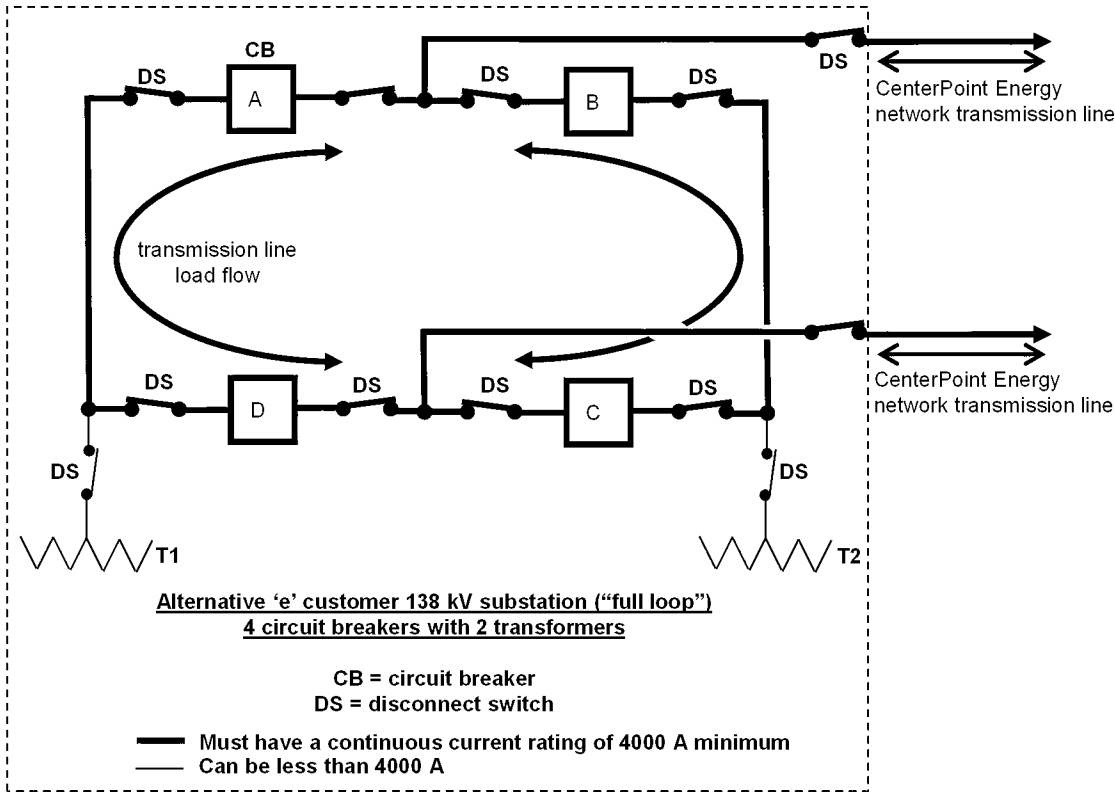 CB
DS
A
DS
B
DS
DS
CenterPoint Energy
network transmission line
transmission line
load flow
DS
D
DS
DS
C
DS
CenterPoint Energy
network transmission line
DS
T1
DS
T2
Alternative ‘e’ customer 138 kV substation (“full loop”)
4 circuit breakers with 2 transformers
CB = circuit breaker
DS = disconnect switch
Must have a continuous current rating of 4000 A minimum
Can be less than 4000 A